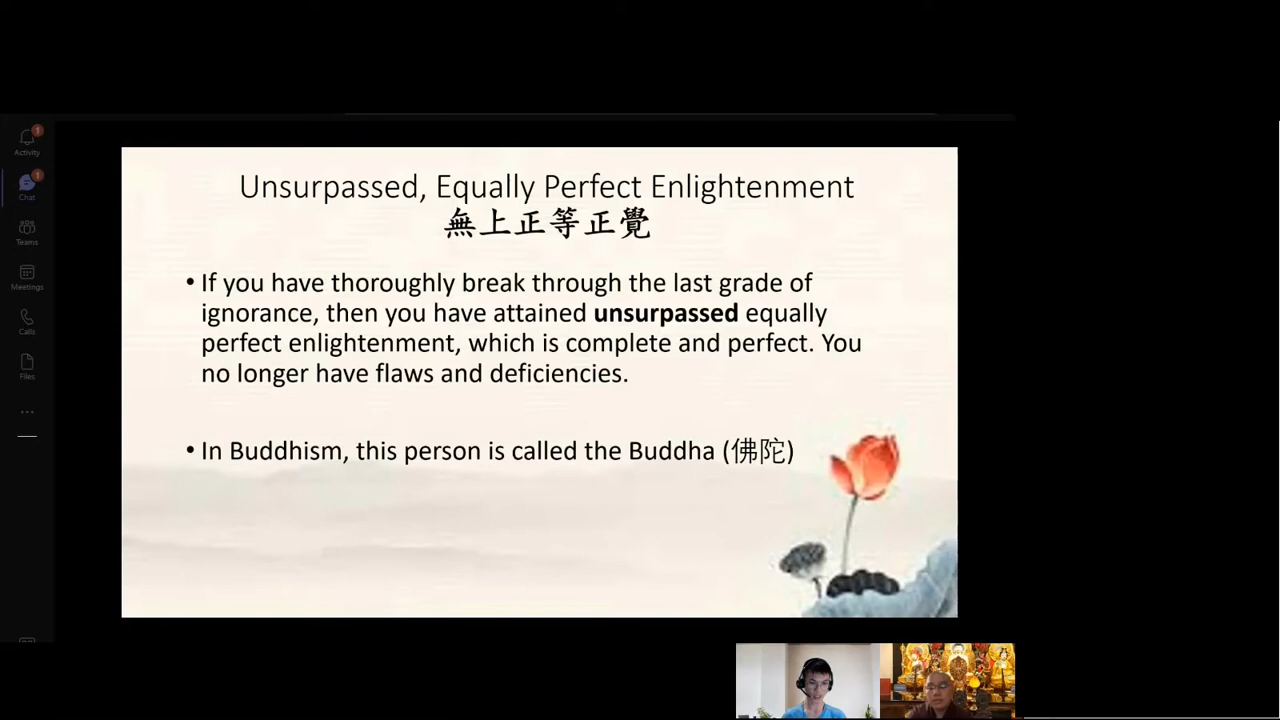 Activity
Chat
Teams
Meetings
Calls
Files
1
1
Unsurpassed, Equally Perfect Enlightenment
無上正等正覺
• If you have thoroughly break through the last grade of
ignorance, then you have attained unsurpassed equally
perfect enlightenment, which is complete and perfect. You
no longer have flaws and deficiencies.
• In Buddhism, this person is called the Buddha (佛陀)